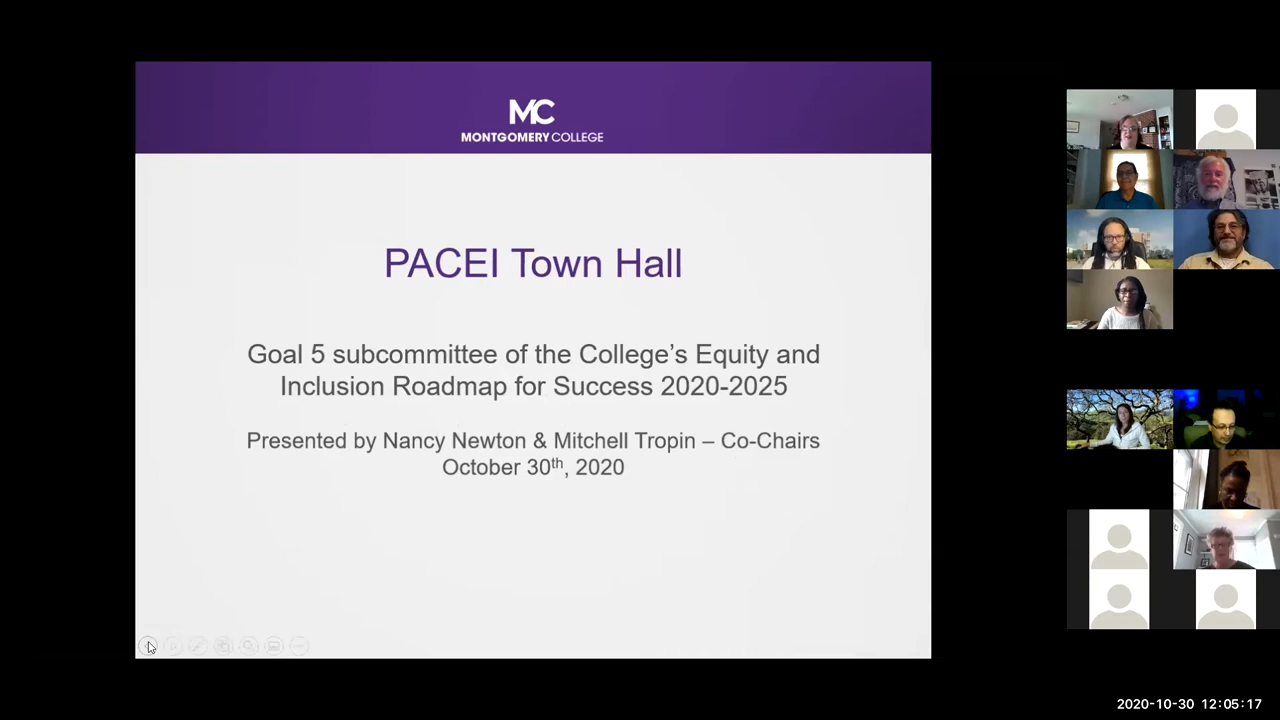 MC
MONTGOMERY COLLEGE
PACEI Town Hall
Goal 5 subcommittee of the College’s Equity and
Inclusion Roadmap for Success 2020-2025
Presented by Nancy Newton & Mitchell Tropin – Co-Chairs
October 30th, 2020
2020-10-30 12:05:17